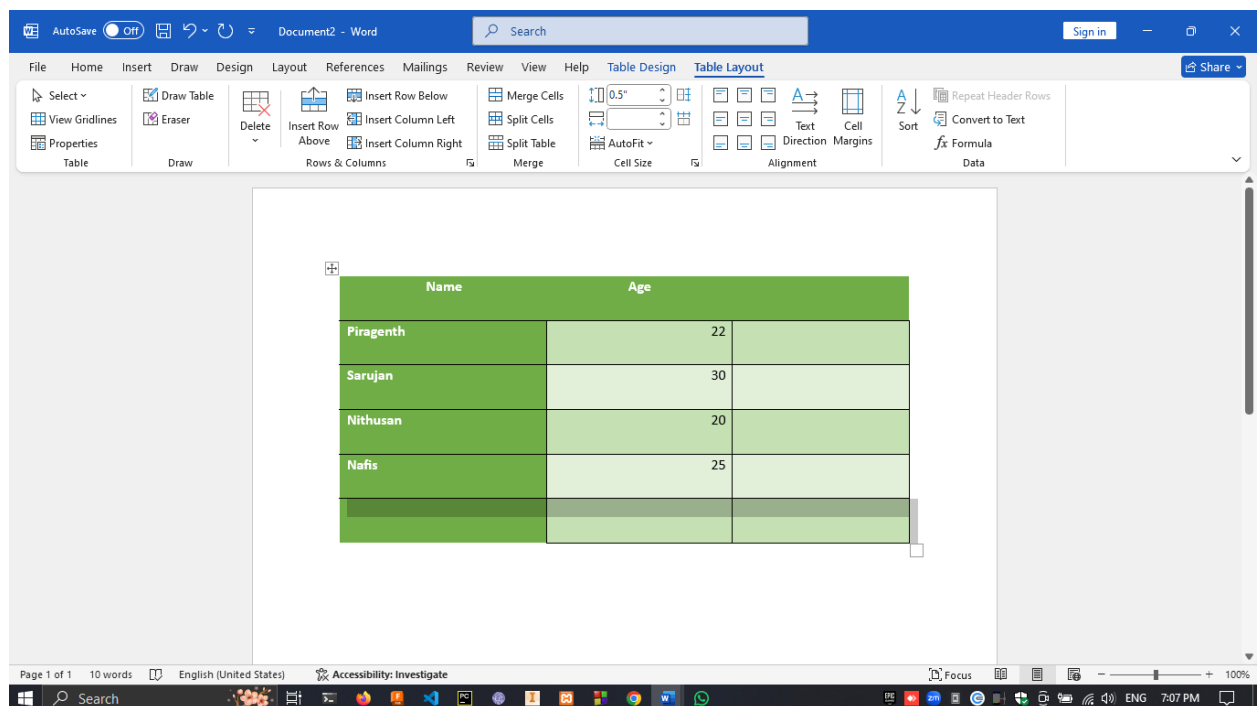 AutoSave Off Document2 - Word Search Sign in
File Home Insert Draw Design Layout References Mailings Review View Help Table Design Table Layout Share
Select Draw Table Delete Insert Row Above Insert Row Below Merge Cells 0.5" Text Direction Cell Margins Sort Repeat Header Rows
View Gridlines Eraser Insert Column Left Split Cells Convert to Text
Properties Insert Column Right Split Table AutoFit fx Formula
Table Draw Rows & Columns Merge Cell Size Alignment Data
Name Age
Piragenth 22
Sarujan 30
Nithusan 20
Nafis 25
Page 1 of 1 10 words English (United States) Accessibility: Investigate Focus 100%
Search ENG 7:07 PM